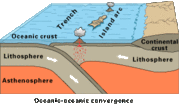 Trench
Island arc
Oceanic crust
Continental
crust
Lithosphere
Lithosphere
Asthenosphere
Oceanic-oceanic convergence